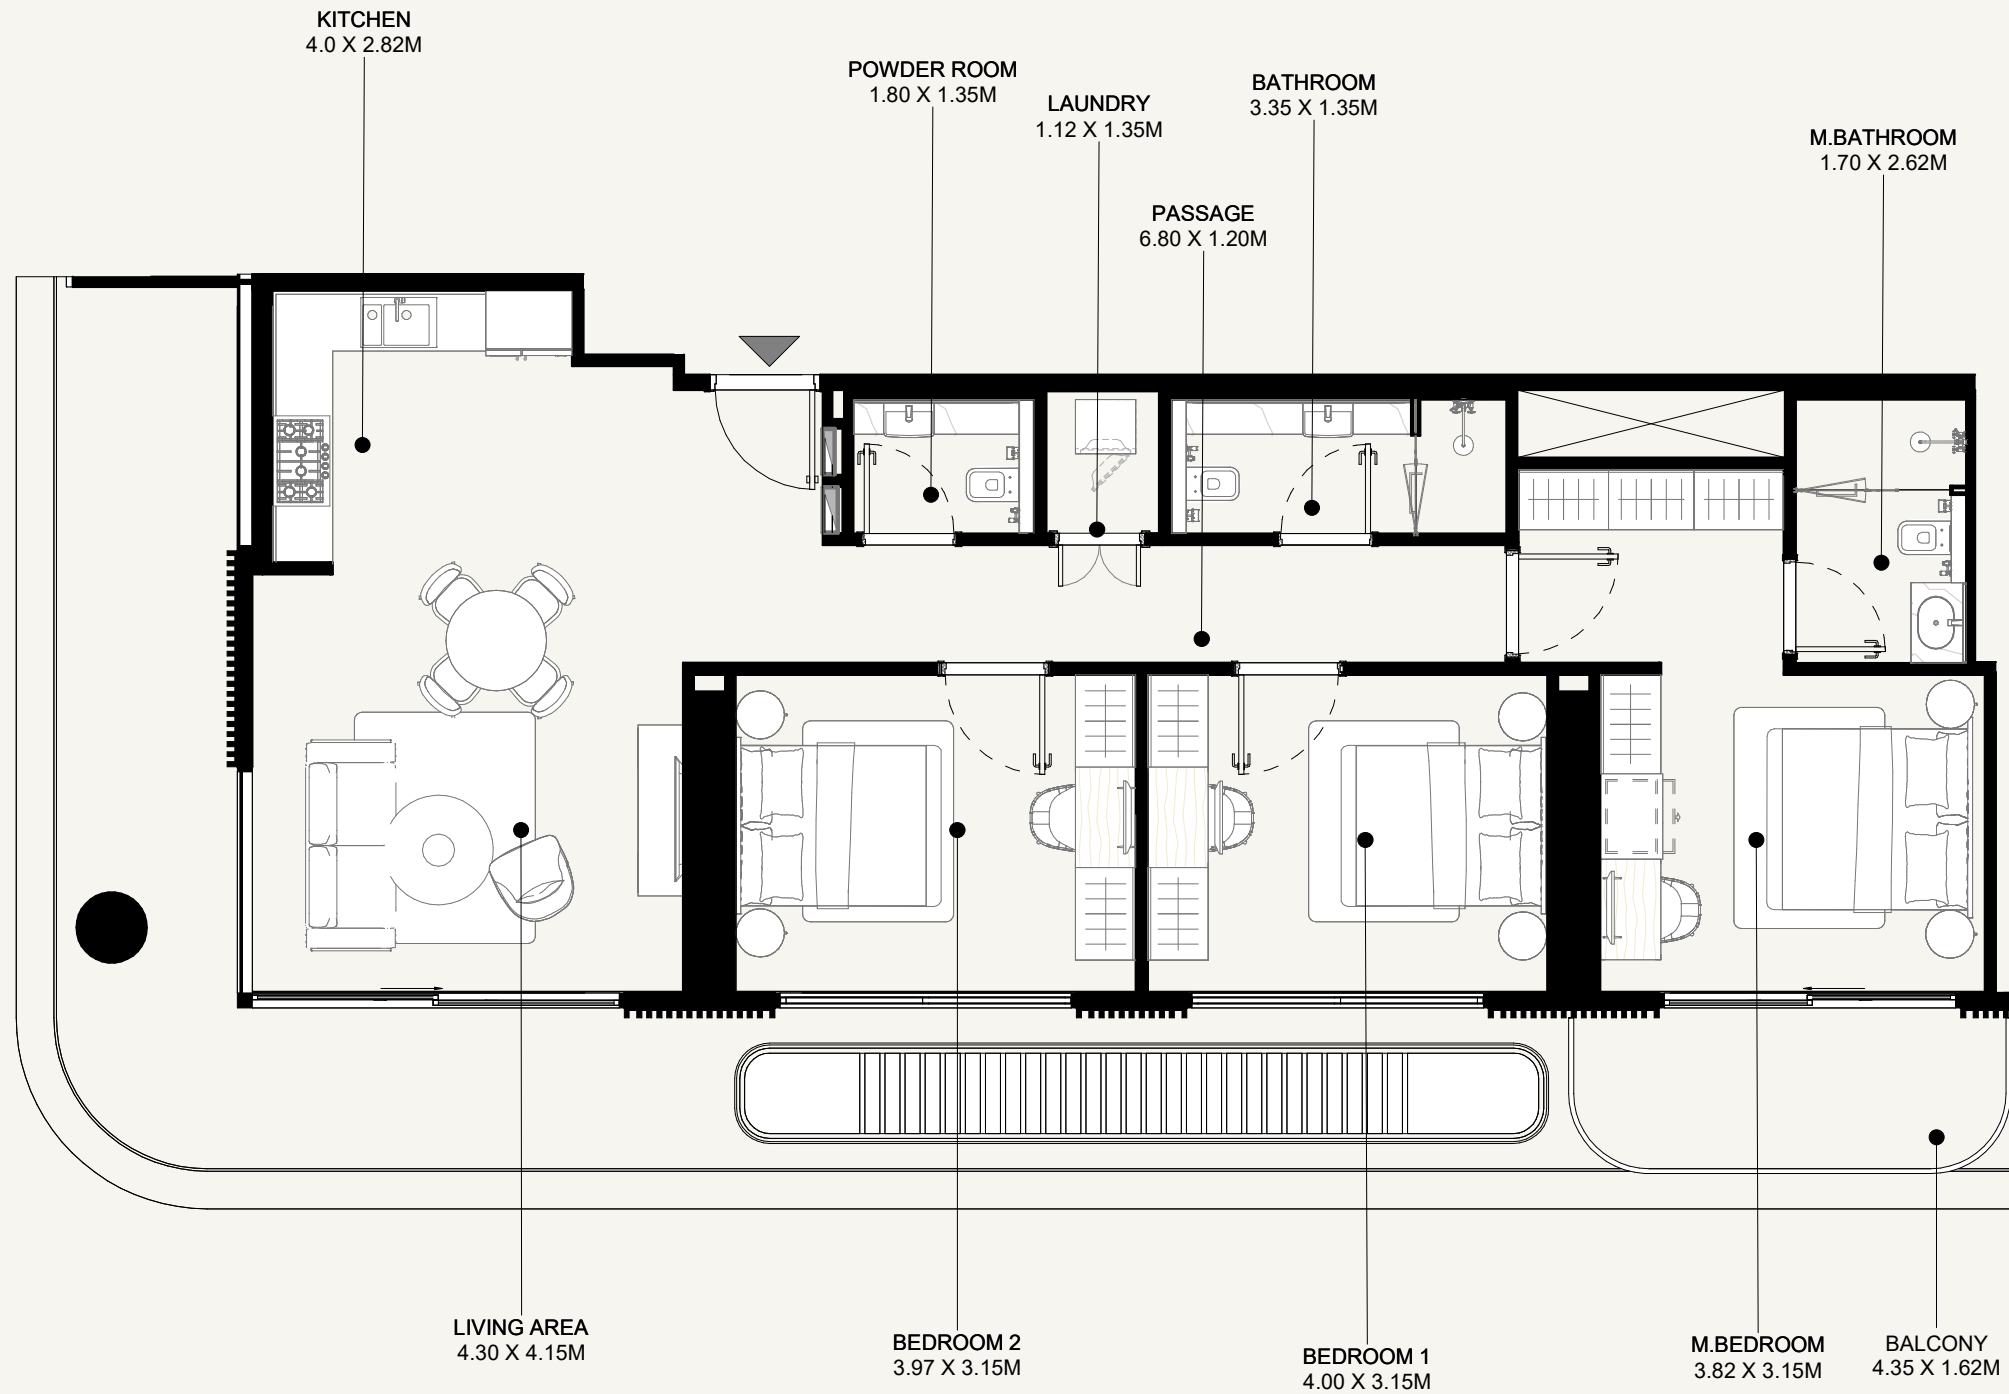 KITCHEN
4.0 X 2.82M
POWDER ROOM
1.80 X 1.35M
LAUNDRY
1.12 X 1.35M
BATHROOM
3.35 X 1.35M
M.BATHROOM
1.70 X 2.62M
PASSAGE
6.80 X 1.20M
LIVING AREA
4.30 X 4.15M
BEDROOM 2
3.97 X 3.15M
BEDROOM 1
4.00 X 3.15M
M.BEDROOM
3.82 X 3.15M
BALCONY
4.35 X 1.62M